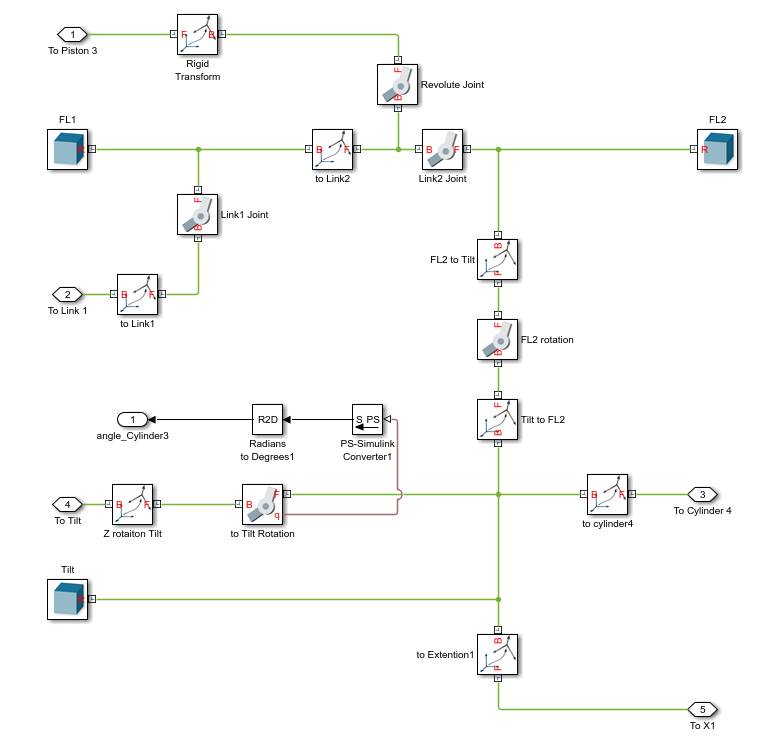 1
F
B
To Piston 3
Rigid
Transform
F
B
Revolute Joint
FL1
R
B
F
to Link2
B
F
Link2 Joint
FL2
R
F
B
Link1 Joint
2
To Link 1
B
F
to Link1
B
F
FL2 to Tilt
F
B
FL2 rotation
F
B
Tilt to FL2
1
angle_Cylinder3
R2D
Radians
to Degrees1
S PS
PS-Simulink
Converter1
4
To Tilt
B
F
Z rotaiton Tilt
B
F
q
to Tilt Rotation
B
F
to cylinder4
3
To Cylinder 4
Tilt
R
B
F
to Extention1
5
To X1